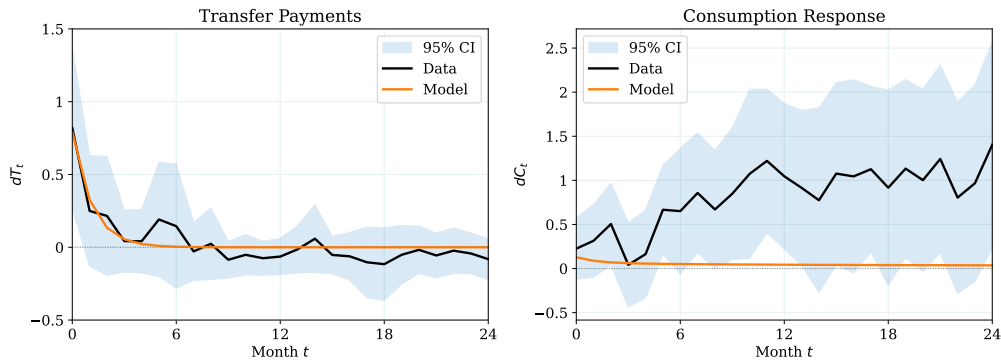 Transfer Payments
1.5
1
0.5
0
−0.5
dTₜ
0
6
12
18
24
Month t
95% CI
Data
Model
Consumption Response
2.5
2
1.5
1
0.5
0
−0.5
dCₜ
0
6
12
18
24
Month t
95% CI
Data
Model